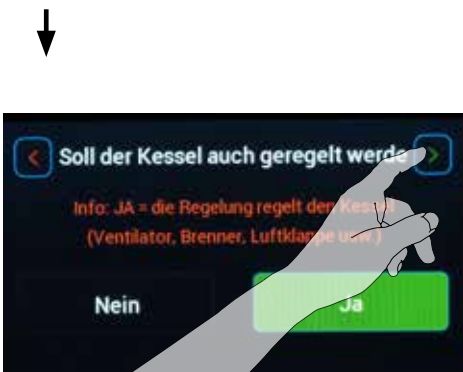 Soll der Kessel auch geregelt werde
Info: JA = die Regelung regelt den Kessel
(Ventilator, Brenner, Luftklappe usw.)
Nein
Ja